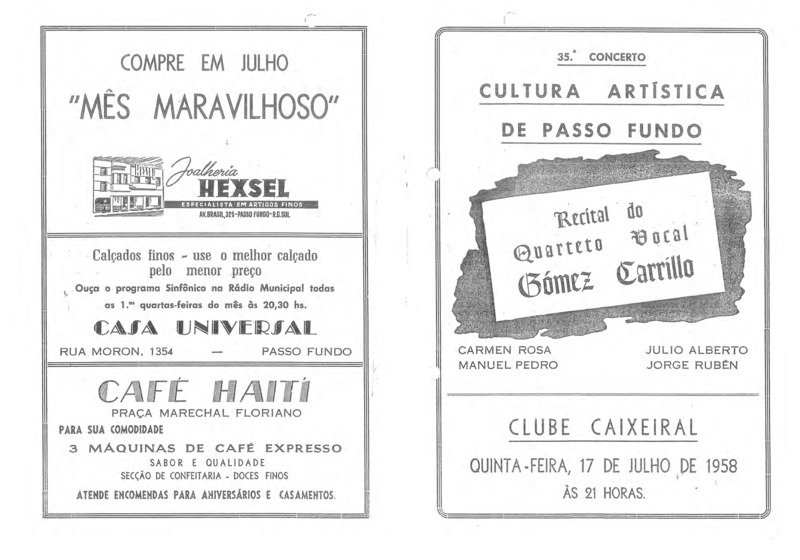 COMPRE EM JULHO
"MÊS MARAVILHOSO"
Joalheria
HEXSEL
ESPECIALISTA EM ARTIGOS FINOS
AV. BRASIL, 325 - PASSO FUNDO - R.G. SUL
Calçados finos - use o melhor calçado
pelo menor preço
Ouça o programa Sinfônico na Rádio Municipal todas
as 1.as quartas-feiras do mês às 20,30 hs.
CASA UNIVERSAL
RUA MORON, 1354 — PASSO FUNDO
CAFÉ HAITÍ
PRAÇA MARECHAL FLORIANO
PARA SUA COMODIDADE
3 MÁQUINAS DE CAFÉ EXPRESSO
SABOR E QUALIDADE
SECÇÃO DE CONFEITARIA - DOCES FINOS
ATENDE ENCOMENDAS PARA ANIVERSÁRIOS E CASAMENTOS.
35.° CONCERTO
CULTURA ARTÍSTICA
DE PASSO FUNDO
Recital do
Quarteto Vocal
Gómez Carrillo
CARMEN ROSA JULIO ALBERTO
MANUEL PEDRO JORGE RUBÉN
CLUBE CAIXEIRAL
QUINTA-FEIRA, 17 DE JULHO DE 1958
ÀS 21 HORAS.